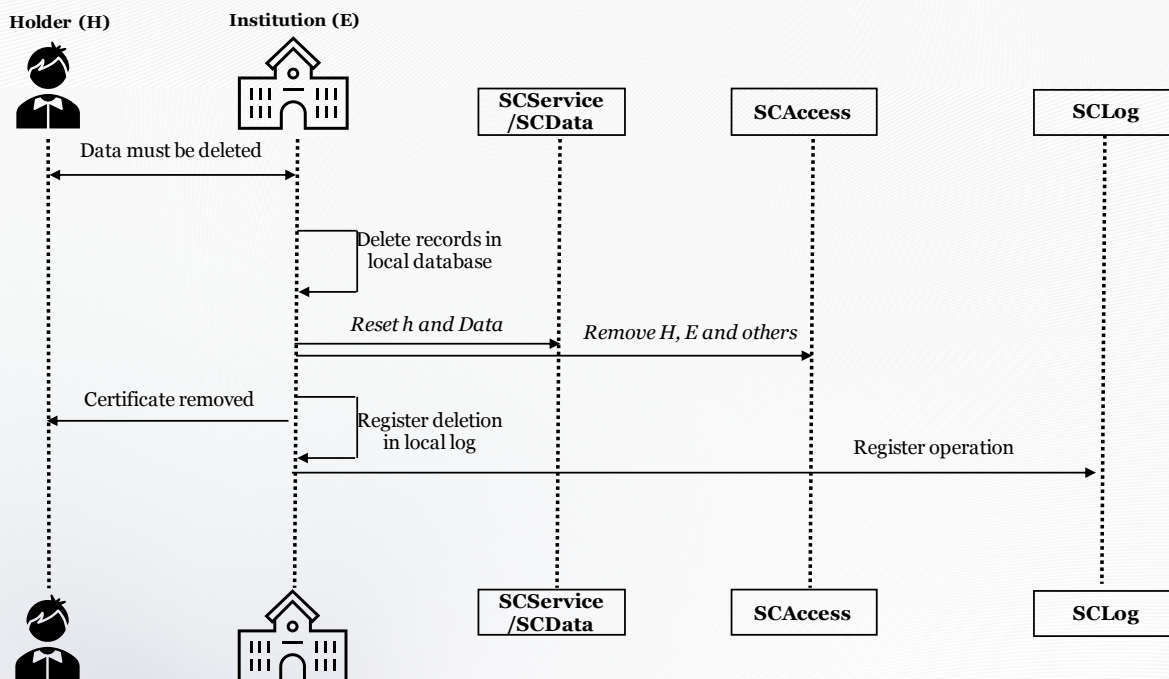 Holder (H)
Institution (E)
SCService
/SCData
SCAccess
SCLog
Data must be deleted
Delete records in
local database
Reset h and Data
Remove H, E and others
Certificate removed
Register deletion
in local log
Register operation
SCService
/SCData
SCAccess
SCLog